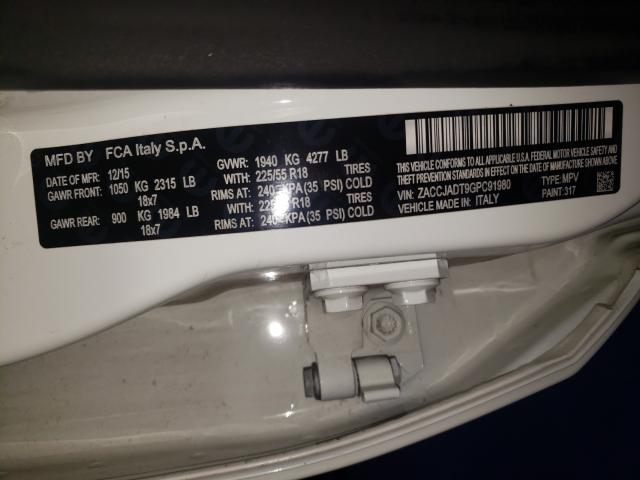 MFD BY FCA Italy S.p.A.
DATE OF MFR: 12/15 GVWR: 1940 KG 4277 LB
GAWR FRONT: 1050 KG 2315 LB WITH: 225/55 R18 TIRES
18x7 RIMS AT: 240 KPA (35 PSI) COLD
GAWR REAR: 900 KG 1984 LB WITH: 225 R18 TIRES
18x7 RIMS AT: 240 KPA (35 PSI) COLD
THIS VEHICLE CONFORMS TO ALL APPLICABLE U.S.A. FEDERAL MOTOR VEHICLE SAFETY, BUMPER AND
THEFT PREVENTION STANDARDS IN EFFECT ON THE DATE OF MANUFACTURE SHOWN ABOVE.
VIN: ZACCJADT9GPC91980 TYPE: MPV
VEHICLE MADE IN: ITALY PAINT: 317